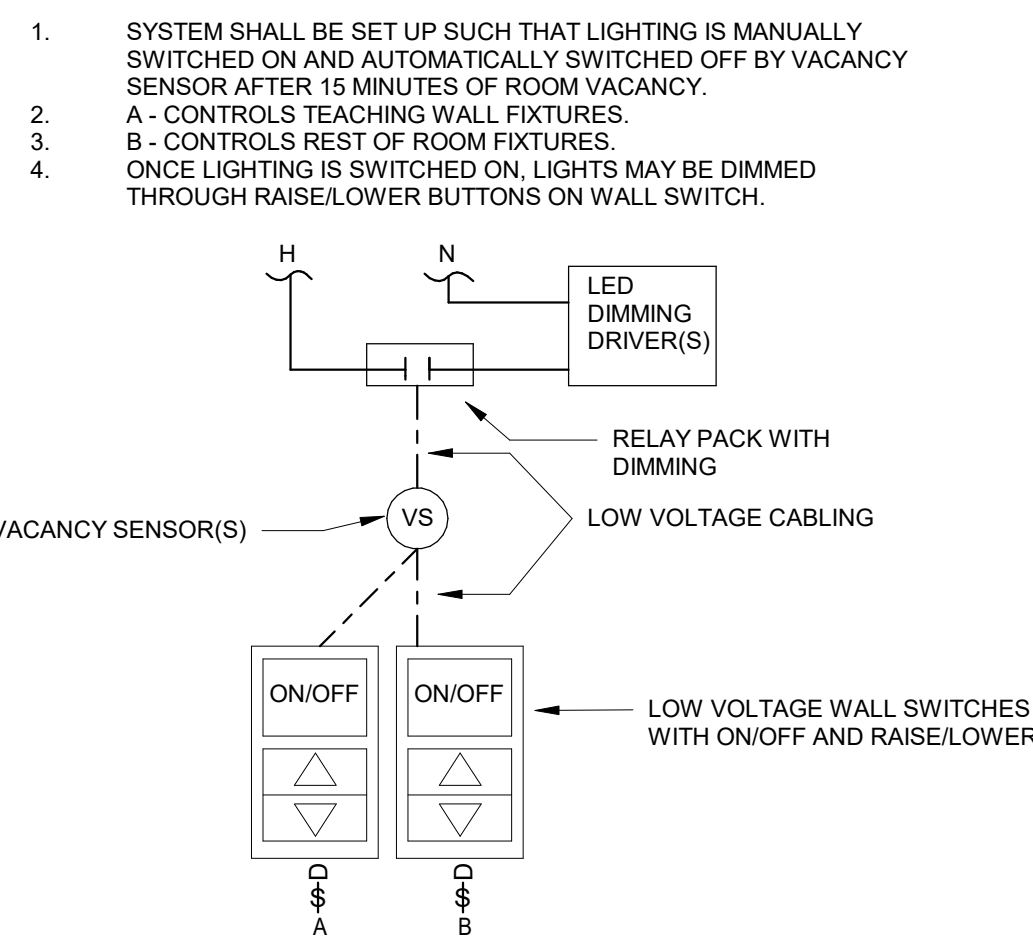 1. SYSTEM SHALL BE SET UP SUCH THAT LIGHTING IS MANUALLY
SWITCHED ON AND AUTOMATICALLY SWITCHED OFF BY VACANCY
SENSOR AFTER 15 MINUTES OF ROOM VACANCY.
2. A - CONTROLS TEACHING WALL FIXTURES.
3. B - CONTROLS REST OF ROOM FIXTURES.
4. ONCE LIGHTING IS SWITCHED ON, LIGHTS MAY BE DIMMED
THROUGH RAISE/LOWER BUTTONS ON WALL SWITCH.
H
N
LED
DIMMING
DRIVER(S)
RELAY PACK WITH
DIMMING
VACANCY SENSOR(S)
VS
LOW VOLTAGE CABLING
ON/OFF
ON/OFF
LOW VOLTAGE WALL SWITCHES
WITH ON/OFF AND RAISE/LOWER
D
$
A
D
$
B